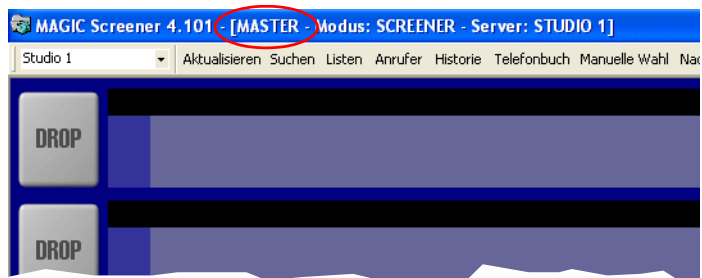 MAGIC Screener 4.101 - [MASTER - Modus: SCREENER - Server: STUDIO 1]
Studio 1 Aktualisieren Suchen Listen Anrufer Historie Telefonbuch Manuelle Wahl
DROP
DROP